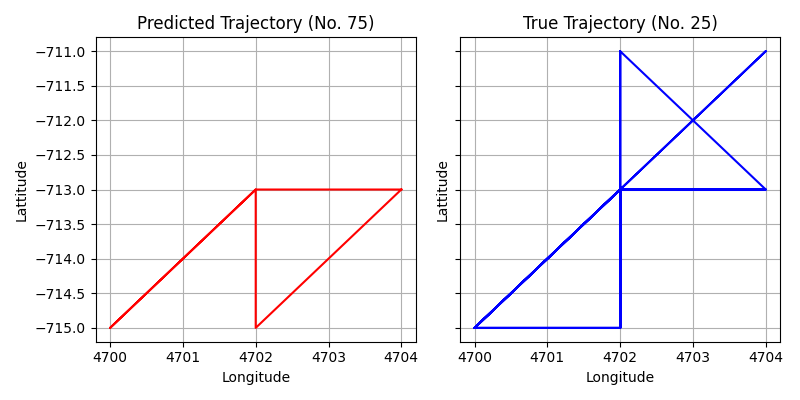 Predicted Trajectory (No. 75)
True Trajectory (No. 25)
Lattitude
−711.0
−711.5
−712.0
−712.5
−713.0
−713.5
−714.0
−714.5
−715.0
4700 4701 4702 4703 4704
Longitude
Lattitude
4700 4701 4702 4703 4704
Longitude